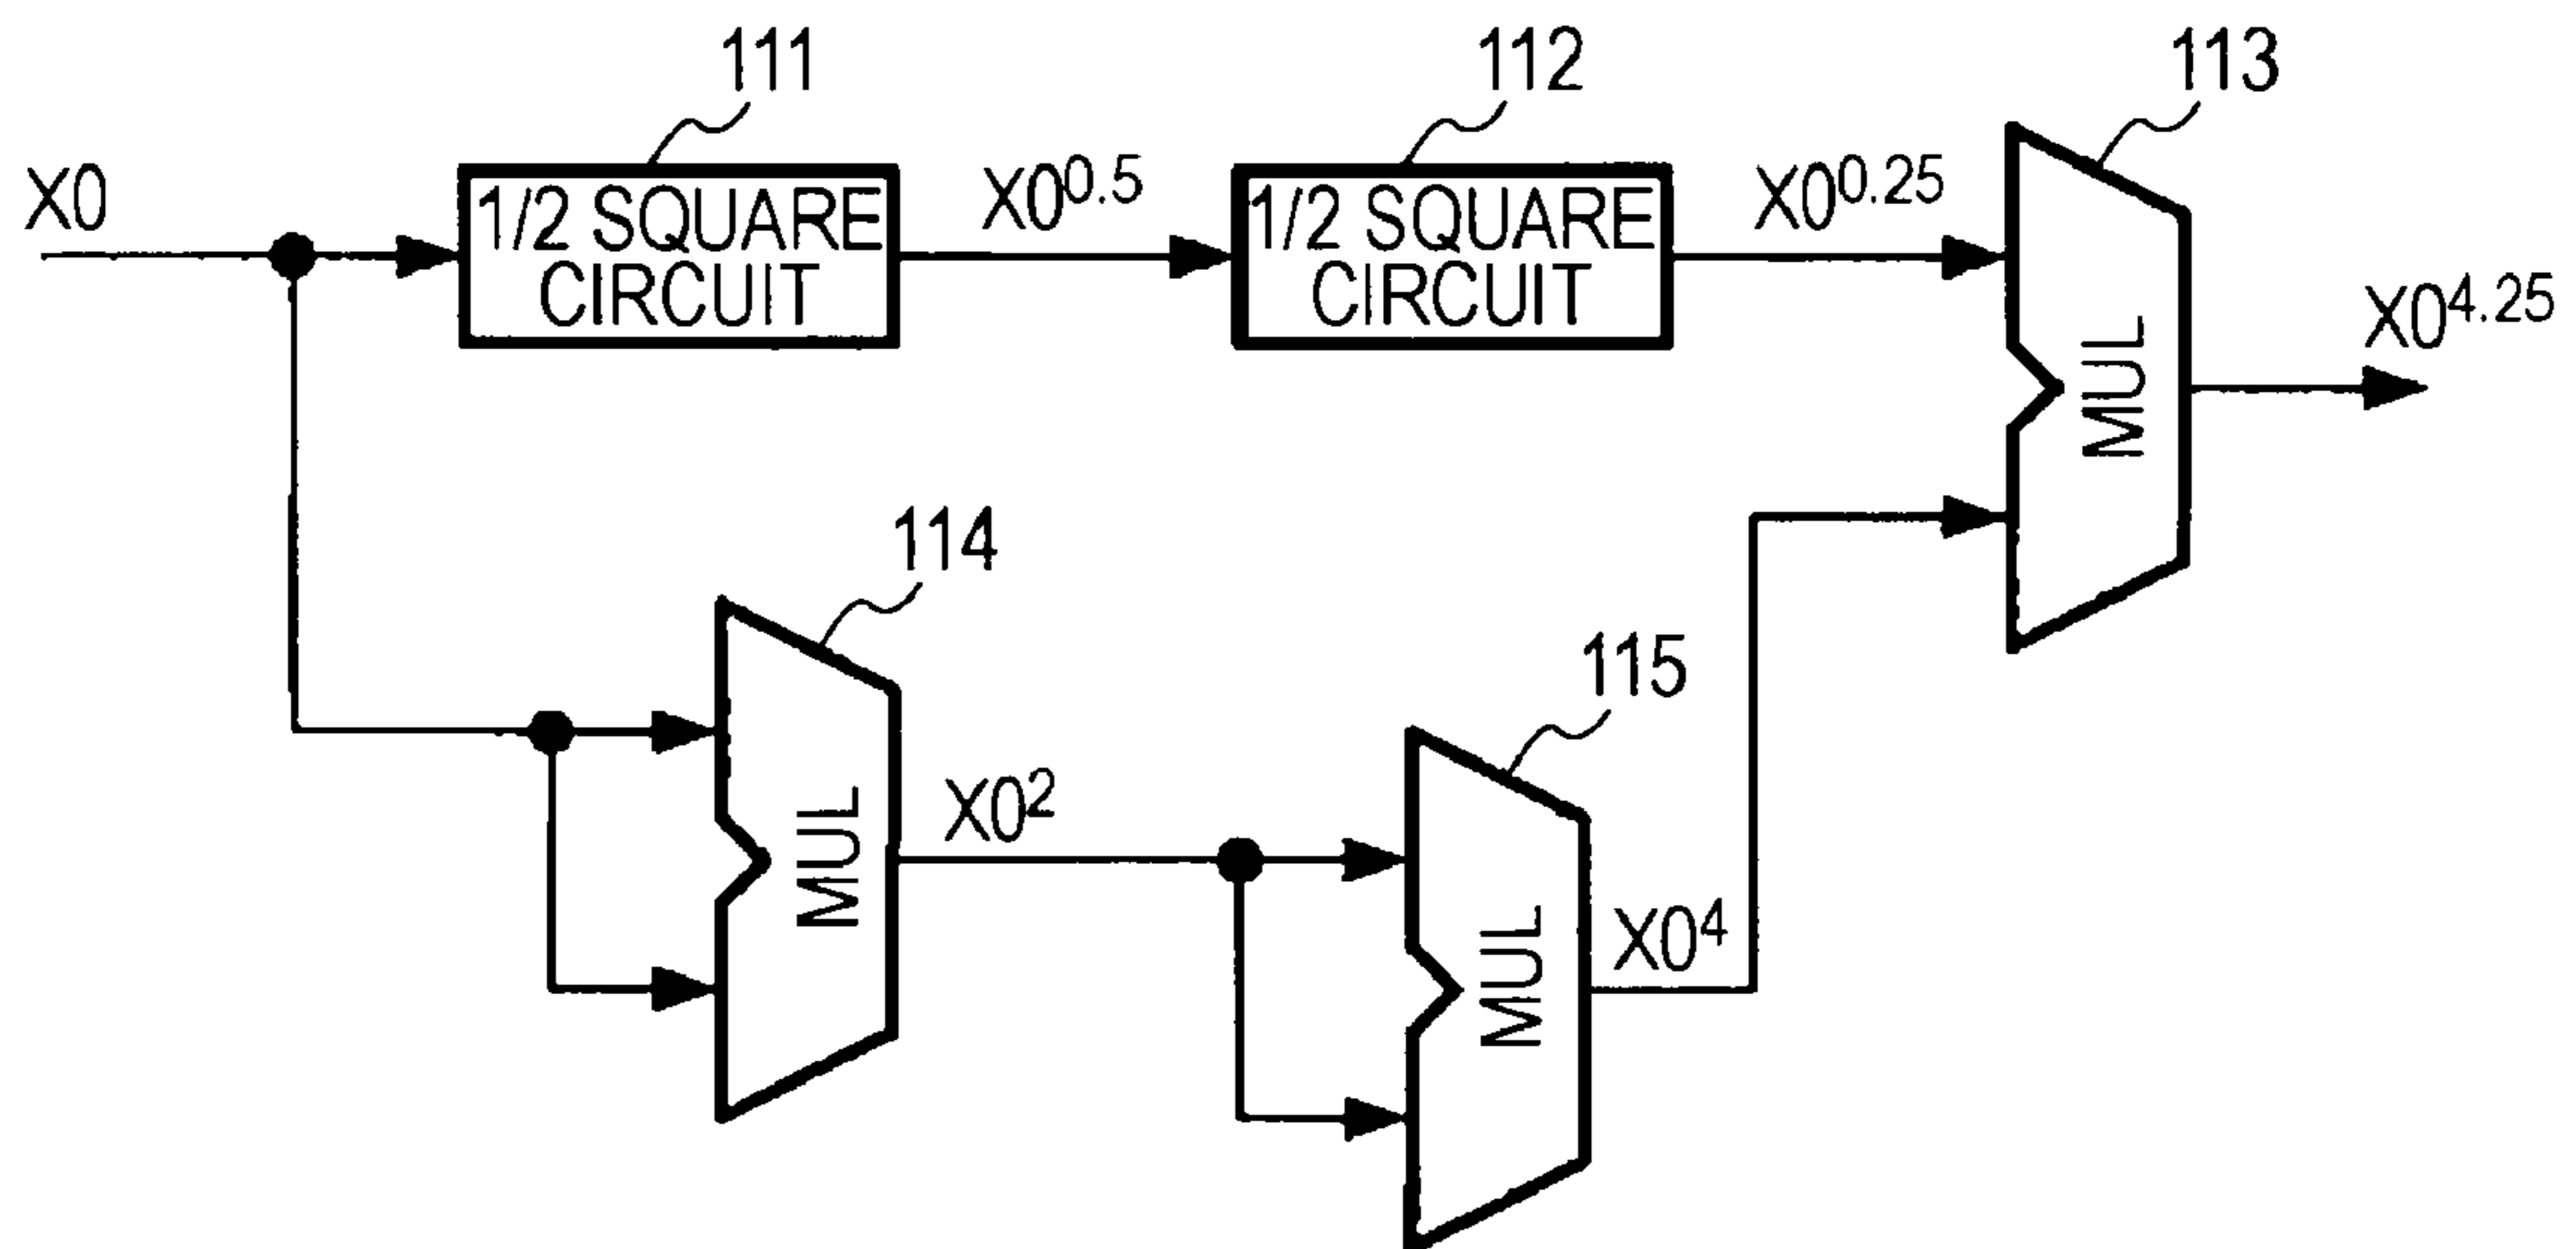 111
112
113
X0
1/2 SQUARE
CIRCUIT
X0^0.5
1/2 SQUARE
CIRCUIT
X0^0.25
MUL
X0^4.25
114
MUL
X0^2
115
MUL
X0^4